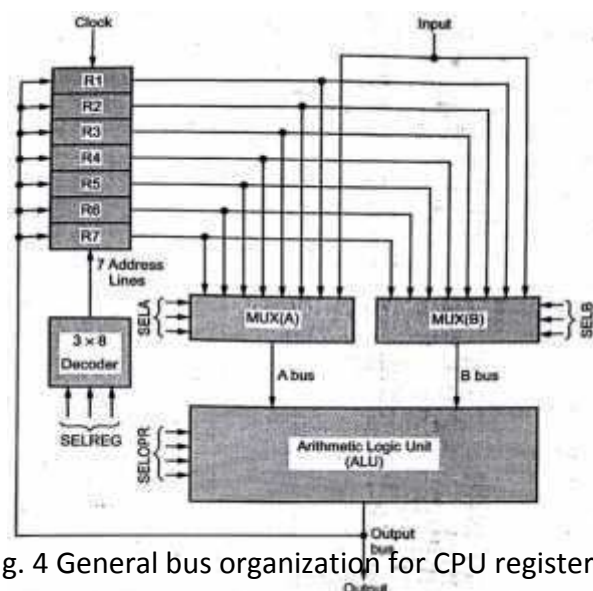 Clock
Input
R1
R2
R3
R4
R5
R6
R7
7 Address
Lines
SELA
MUX(A)
MUX(B)
SELB
3 × 8
Decoder
A bus
B bus
SELREG
SELOPR
Arithmetic Logic Unit
(ALU)
Output
bus
g. 4 General bus organization for CPU register
Output